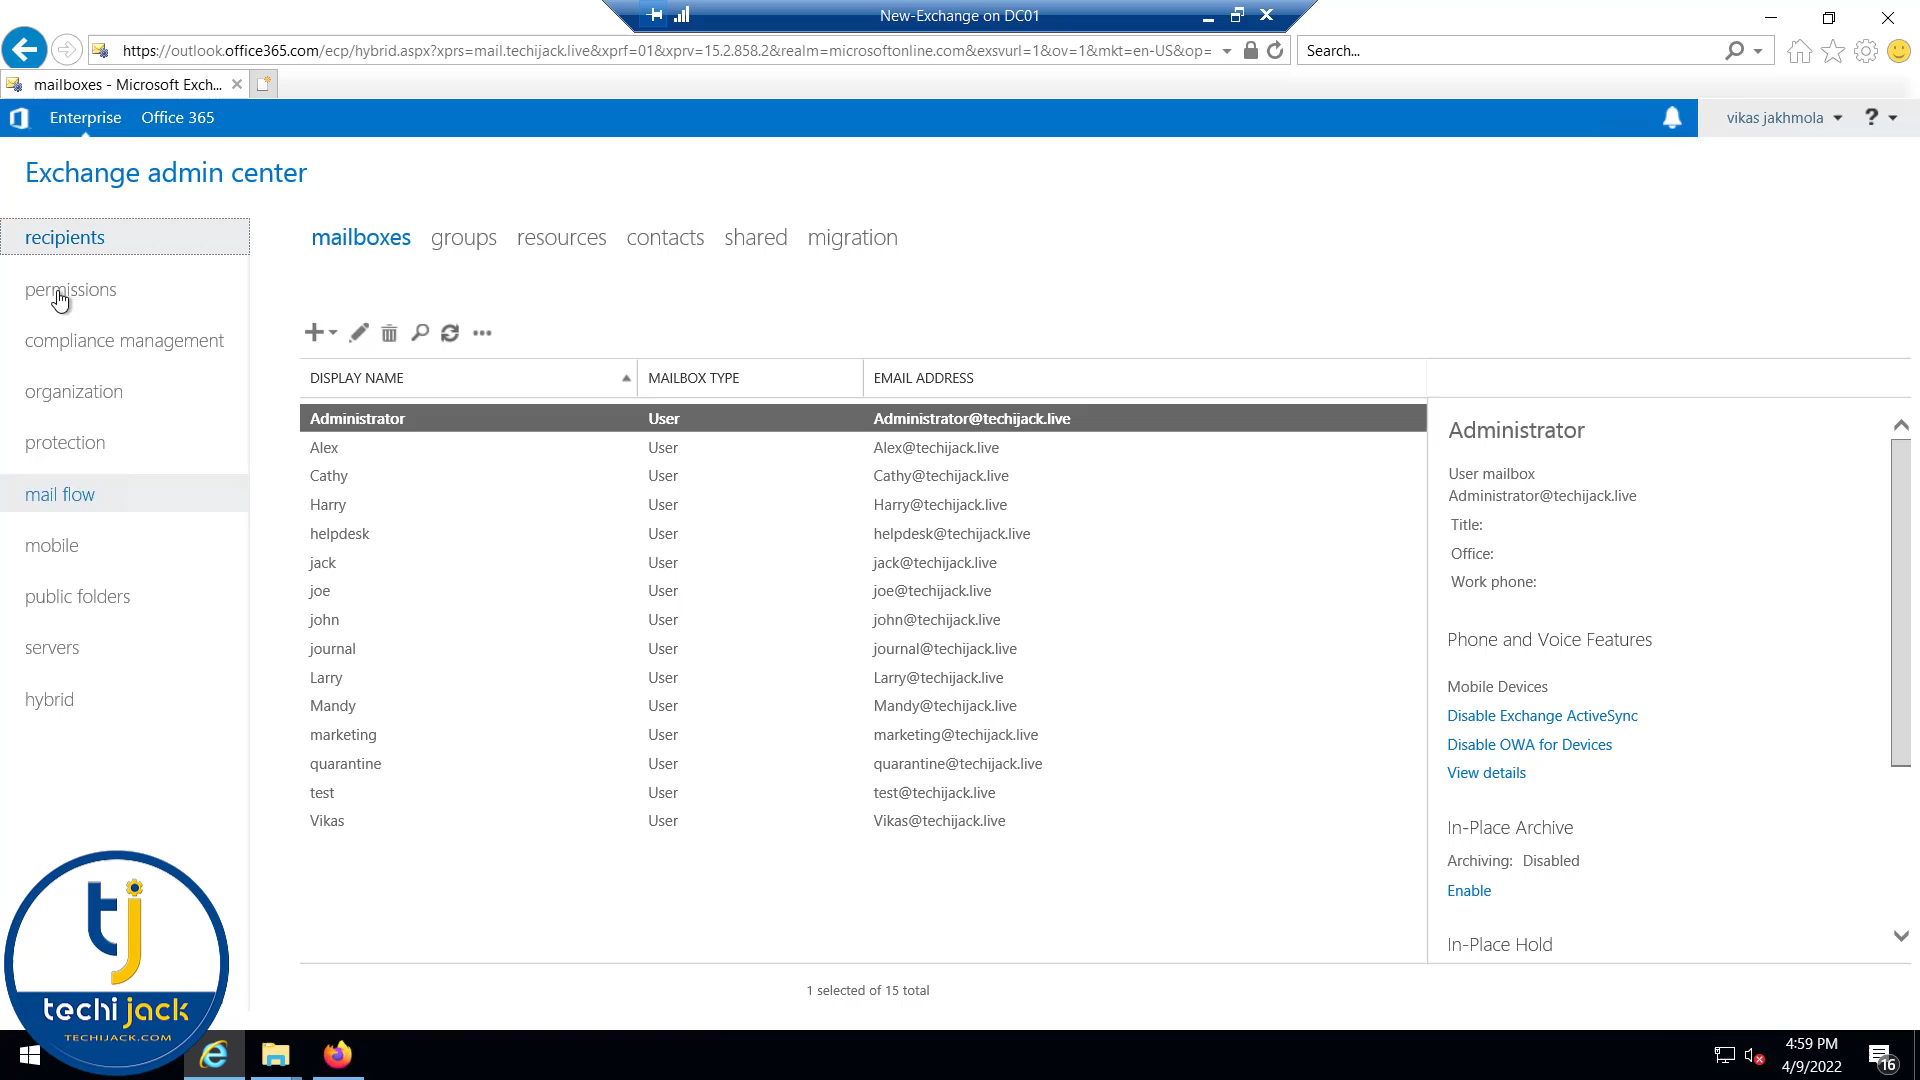 New-Exchange on DC01
https://outlook.office365.com/ecp/hybrid.aspx?xprs=mail.techijack.live&xprf=01&xprv=15.2.858.2&realm=microsoftonline.com&exsvurl=1&ov=1&mkt=en-US&op=
Search...
mailboxes - Microsoft Exch...
Enterprise Office 365
vikas jakhmola ?
Exchange admin center
recipients
permissions
compliance management
organization
protection
mail flow
mobile
public folders
servers
hybrid
mailboxes groups resources contacts shared migration
DISPLAY NAME MAILBOX TYPE EMAIL ADDRESS
Administrator User Administrator@techijack.live
Alex User Alex@techijack.live
Cathy User Cathy@techijack.live
Harry User Harry@techijack.live
helpdesk User helpdesk@techijack.live
jack User jack@techijack.live
joe User joe@techijack.live
john User john@techijack.live
journal User journal@techijack.live
Larry User Larry@techijack.live
Mandy User Mandy@techijack.live
marketing User marketing@techijack.live
quarantine User quarantine@techijack.live
test User test@techijack.live
Vikas User Vikas@techijack.live
1 selected of 15 total
Administrator
User mailbox
Administrator@techijack.live
Title:
Office:
Work phone:
Phone and Voice Features
Mobile Devices
Disable Exchange ActiveSync
Disable OWA for Devices
View details
In-Place Archive
Archiving: Disabled
Enable
In-Place Hold
tj
techi jack
TECHIJACK.COM
4:59 PM
4/9/2022
16